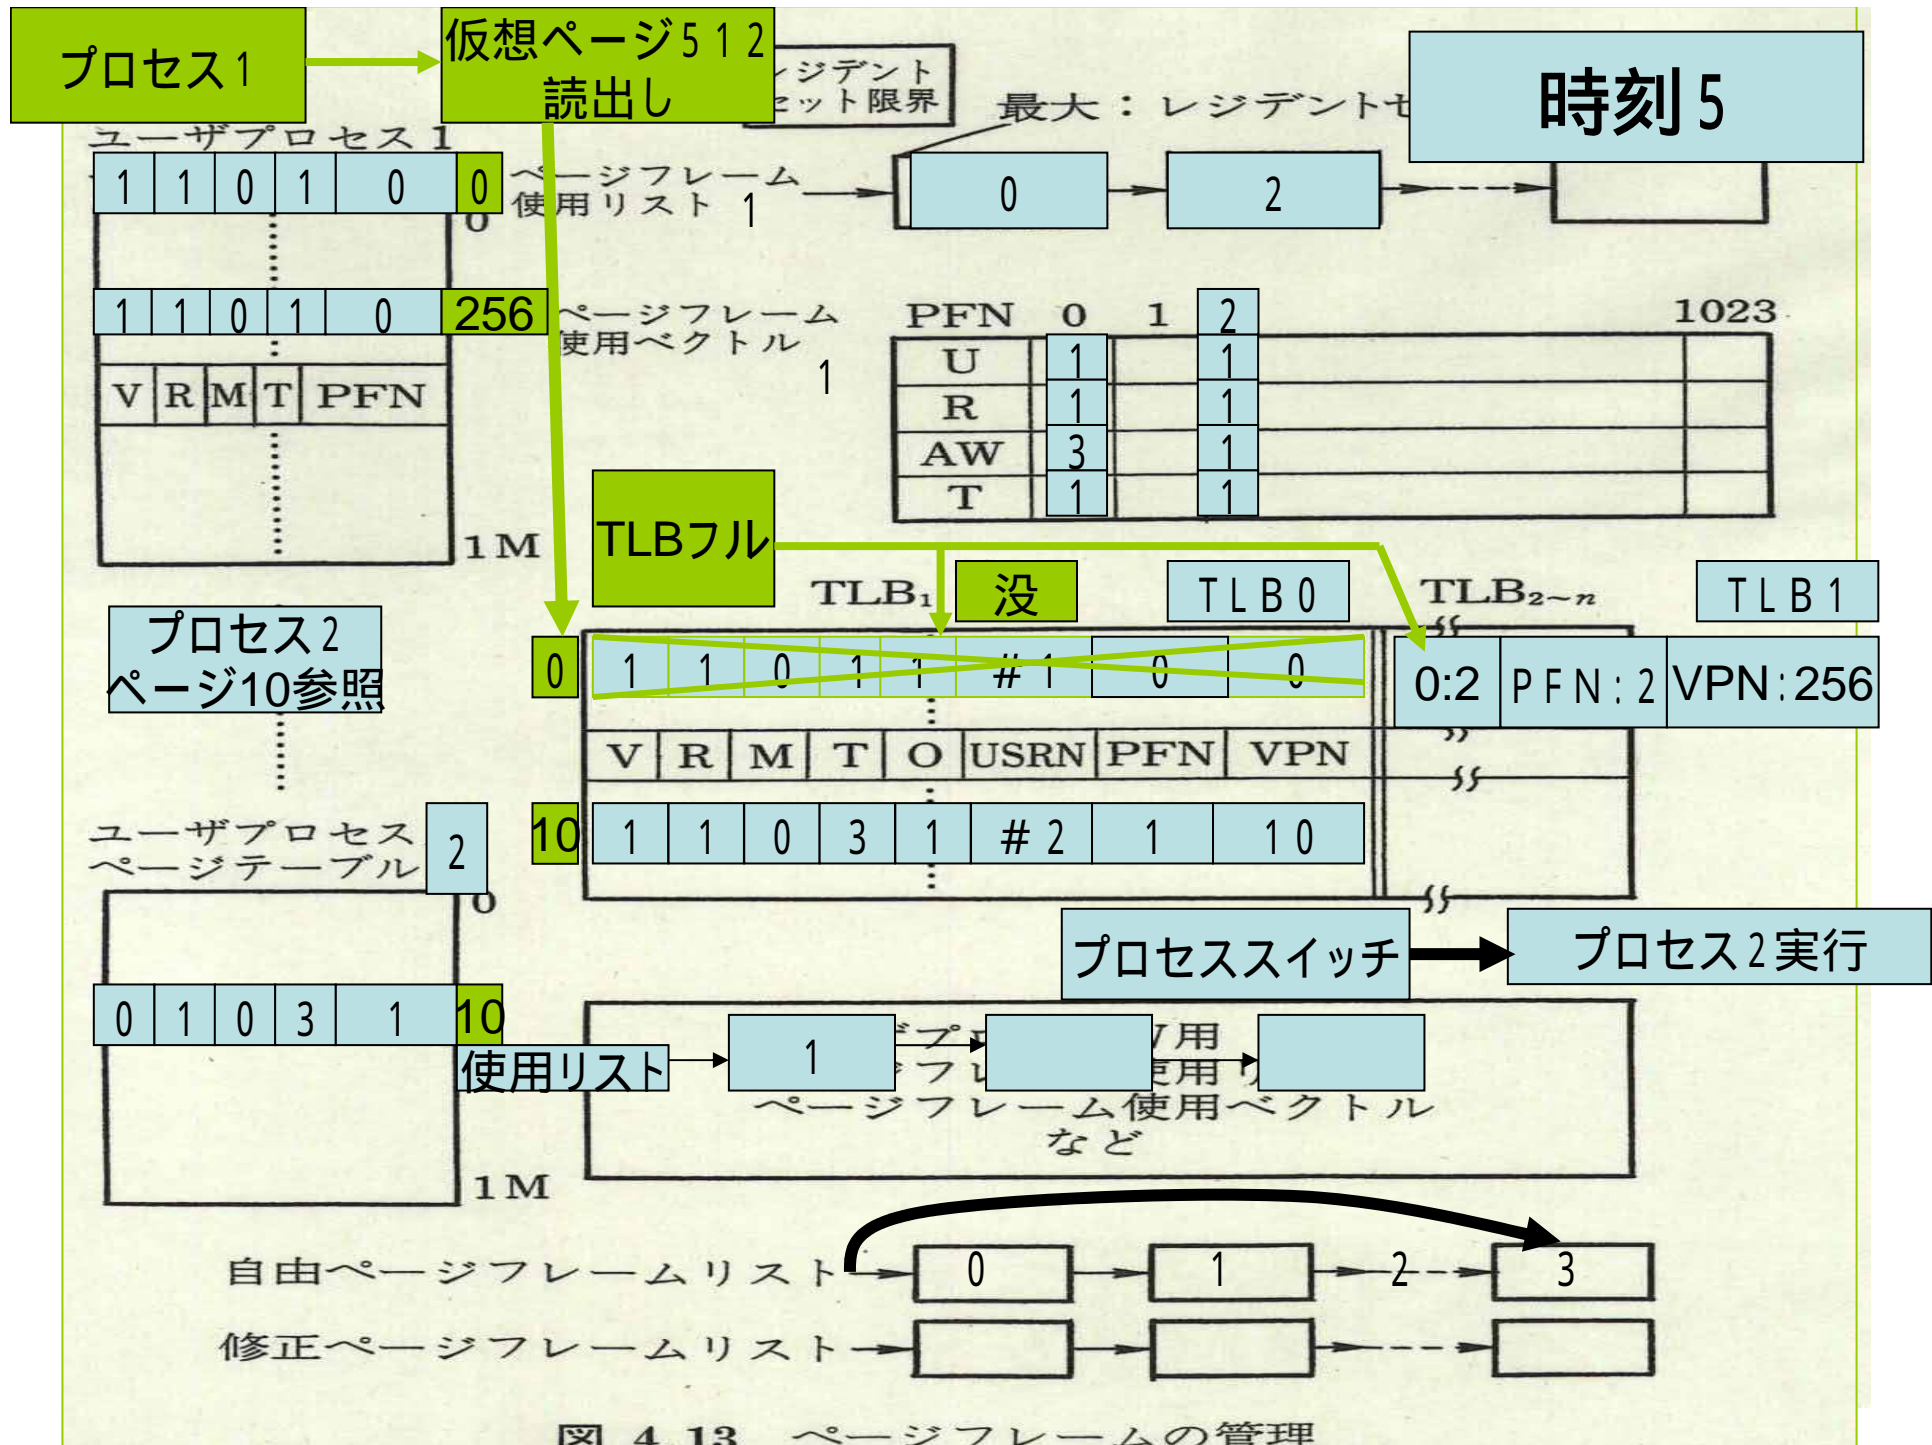 プロセス1
仮想ページ512
読出し
ジデント
ット限界
最大：レジデントセ
時刻5
ユーザプロセス1
1 1 0 1 0 0
0
ページフレーム
使用リスト 1
0 2
1 1 0 1 0 256
ページフレーム
使用ベクトル
1
V R M T PFN
1M
PFN 0 1 2 1023
U 1 1
R 1 1
AW 3 1
T 1 1
TLBフル
TLB₁
没
TLB0
TLB₂~ₙ
TLB1
プロセス2
ページ10参照
0 1 1 0 1 1 #1 0 0
0:2 PFN:2 VPN:256
V R M T O USRN PFN VPN
10 1 1 0 3 1 #2 1 10
ユーザプロセス
ページテーブル
2
0
プロセススイッチ
プロセス2実行
0 1 0 3 1 10
1M
使用リスト
1
用
使用
ページフレーム使用ベクトル
など
自由ページフレームリスト 0 1 2 3
修正ページフレームリスト
図 4.13 ページフレームの管理